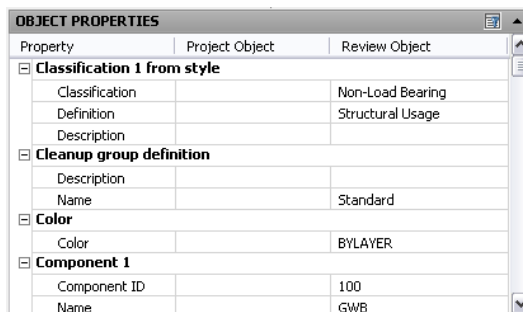 OBJECT PROPERTIES
Property Project Object Review Object
Classification 1 from style
Classification Non-Load Bearing
Definition Structural Usage
Description
Cleanup group definition
Description
Name Standard
Color
Color BYLAYER
Component 1
Component ID 100
Name GWB